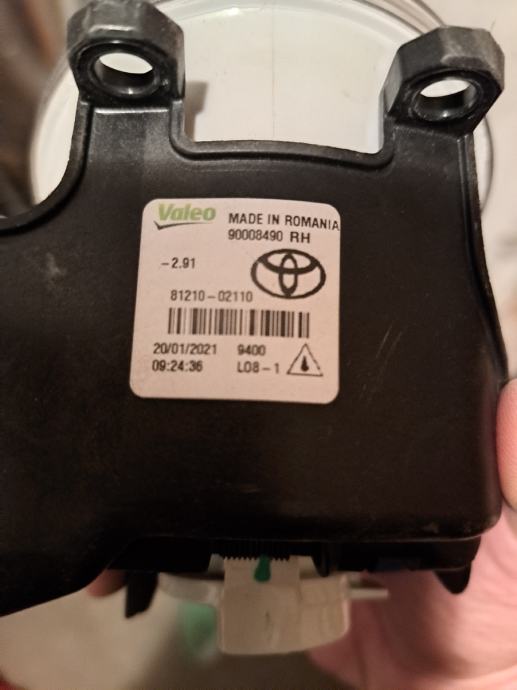 Valeo
MADE IN ROMANIA
90008490 RH
-2.91
81210-02110
20/01/2021 9400
09:24:36 L08-1